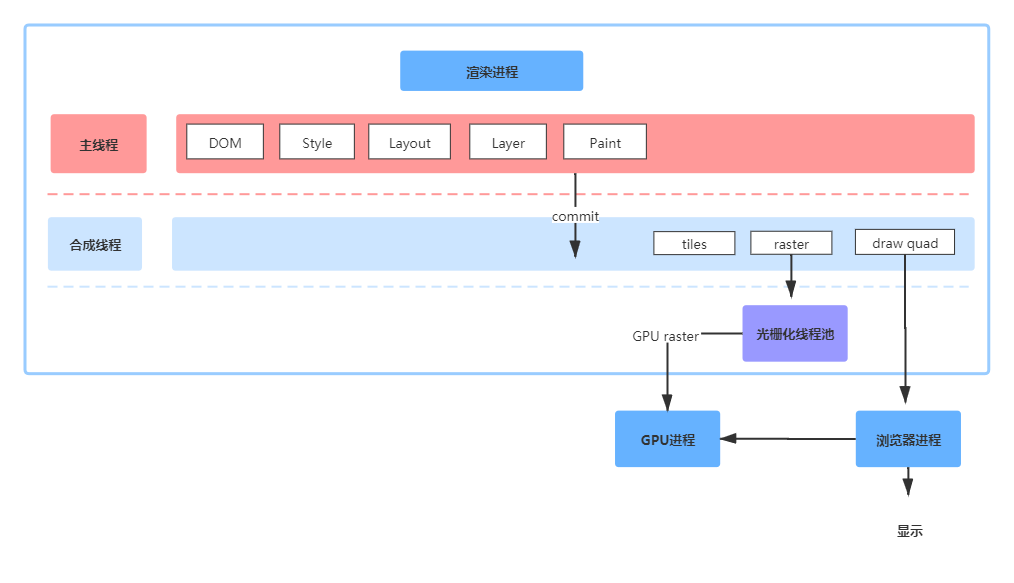 渲染进程
主线程
DOM
Style
Layout
Layer
Paint
commit
合成线程
tiles
raster
draw quad
GPU raster
光栅化线程池
GPU进程
浏览器进程
显示